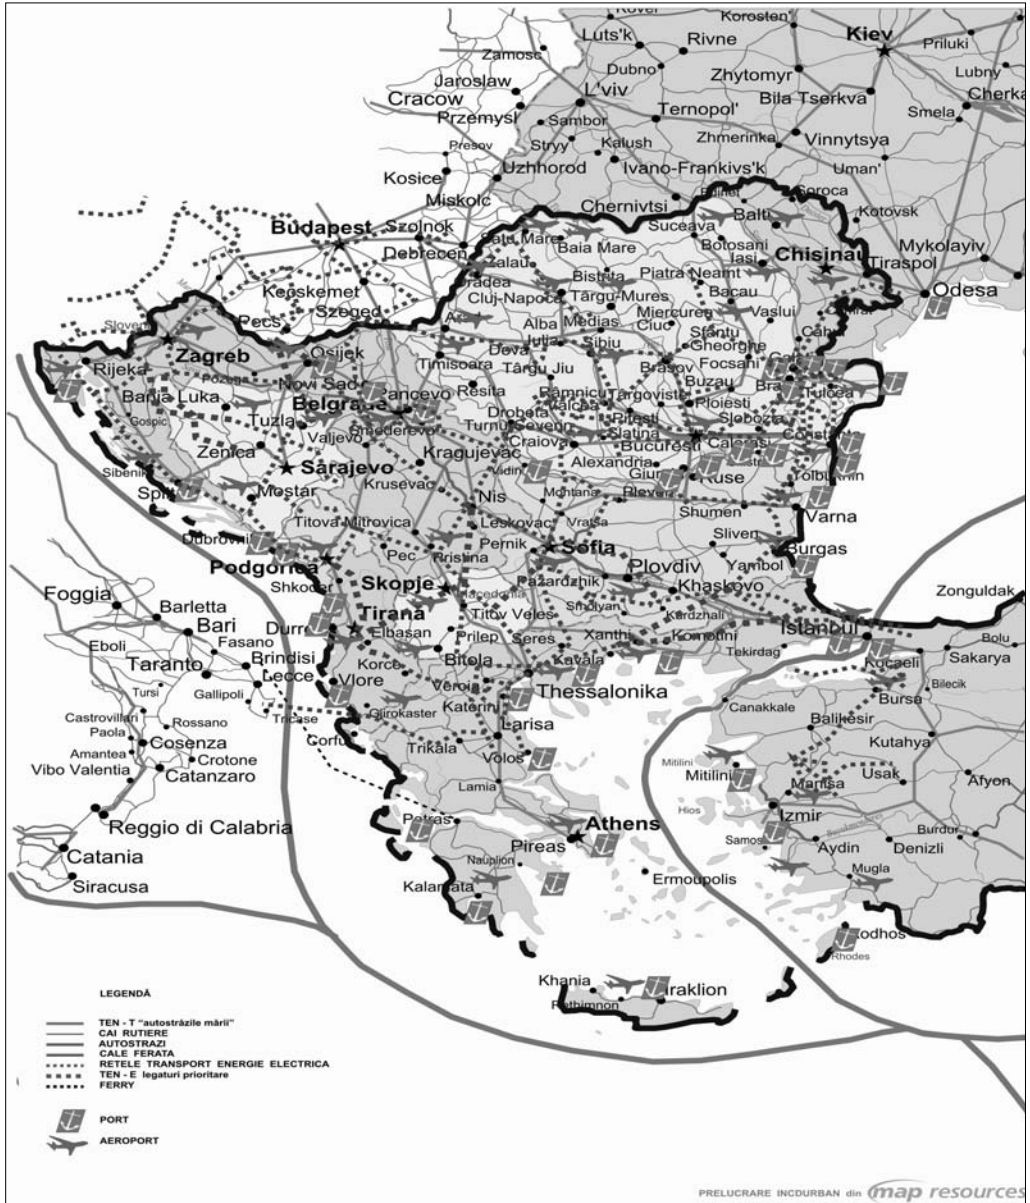 Kiev
Korosten'
Priluki
Luts'k
Rivne
Zamosc
Dubno
Zhytomyr
Lubny
Jaroslaw
L'viv
Bila Tserkva
Cracow
Przemysl
Ternopol'
Smela
Sambor
Zhmerinka
Vinnytsya
Stryy
Kalush
Presov
Uzhhorod
Ivano-Frankivs'k
Uman'
Kosice
Miskolc
Chernivtsi
Soroca
Kotovsk
Budapest
Szolnok
Suceava
Balti
Debrecen
Satu Mare
Baia Mare
Botosani
Iasi
Chisinau
Mykolayiv
Tiraspol
Zalau
Bistrita
Piatra Neamt
Odesa
Kecskemet
Cluj-Napoca
Târgu-Mures
Bacau
Szeged
Miercurea
Ciuc
Vaslui
Pecs
Alba
Iulia
Medias
Sfântu
Gheorghe
Zagreb
Osijek
Timisoara
Deva
Sibiu
Focsani
Rijeka
Târgu Jiu
Brasov
Buzau
Tulcea
Novi Sad
Pancevo
Resita
Râmnicu
Vâlcea
Târgoviste
Ploiesti
Banja Luka
Belgrade
Drobeta
Turnu Severin
Pitesti
Slobozia
Gospic
Tuzla
Valjevo
Smederevo
Craiova
Slatina
Bucuresti
Calarasi
Zenica
Kragujevac
Alexandria
Sibenik
Sarajevo
Vidin
Ruse
Split
Mostar
Krusevac
Nis
Montana
Pleven
Shumen
Varna
Titova Mitrovica
Leskovac
Vratsa
Dubrovnik
Pec
Pristina
Pernik
Sofia
Sliven
Burgas
Podgorica
Shkoder
Skopje
Pazardzhik
Plovdiv
Yambol
Khaskovo
Macedonia
Zonguldak
Foggia
Barletta
Tirana
Titov Veles
Smolyan
Kardzhali
Bari
Elbasan
Prilep
Seres
Xanthi
Komotini
Istanbul
Bolu
Eboli
Fasano
Bitola
Kavala
Tekirdag
Sakarya
Taranto
Brindisi
Korce
Veroia
Kocaeli
Lecce
Vlore
Thessalonika
Bilecik
Tursi
Gallipoli
Katerini
Canakkale
Bursa
Castrovillari
Tricase
Gjirokaster
Paola
Rossano
Larisa
Balikesir
Cosenza
Corfu
Trikala
Kutahya
Amantea
Crotone
Volos
Mitilini
Vibo Valentia
Catanzaro
Lamia
Mitilini
Manisa
Usak
Afyon
Hios
Izmir
Reggio di Calabria
Petras
Athens
Burdur
Pireas
Samos
Aydin
Denizli
Catania
Nauplion
Siracusa
Kalamata
Ermoupolis
Mugla
Rodhos
Rhodes
Khania
Iraklion
Rethimnon
LEGENDĂ
TEN - T "autostrăzile mării"
CAI RUTIERE
AUTOSTRAZI
CALE FERATA
RETELE TRANSPORT ENERGIE ELECTRICA
TEN - E legaturi prioritare
FERRY
PORT
AEROPORT
PRELUCRARE INCDURBAN din map resources